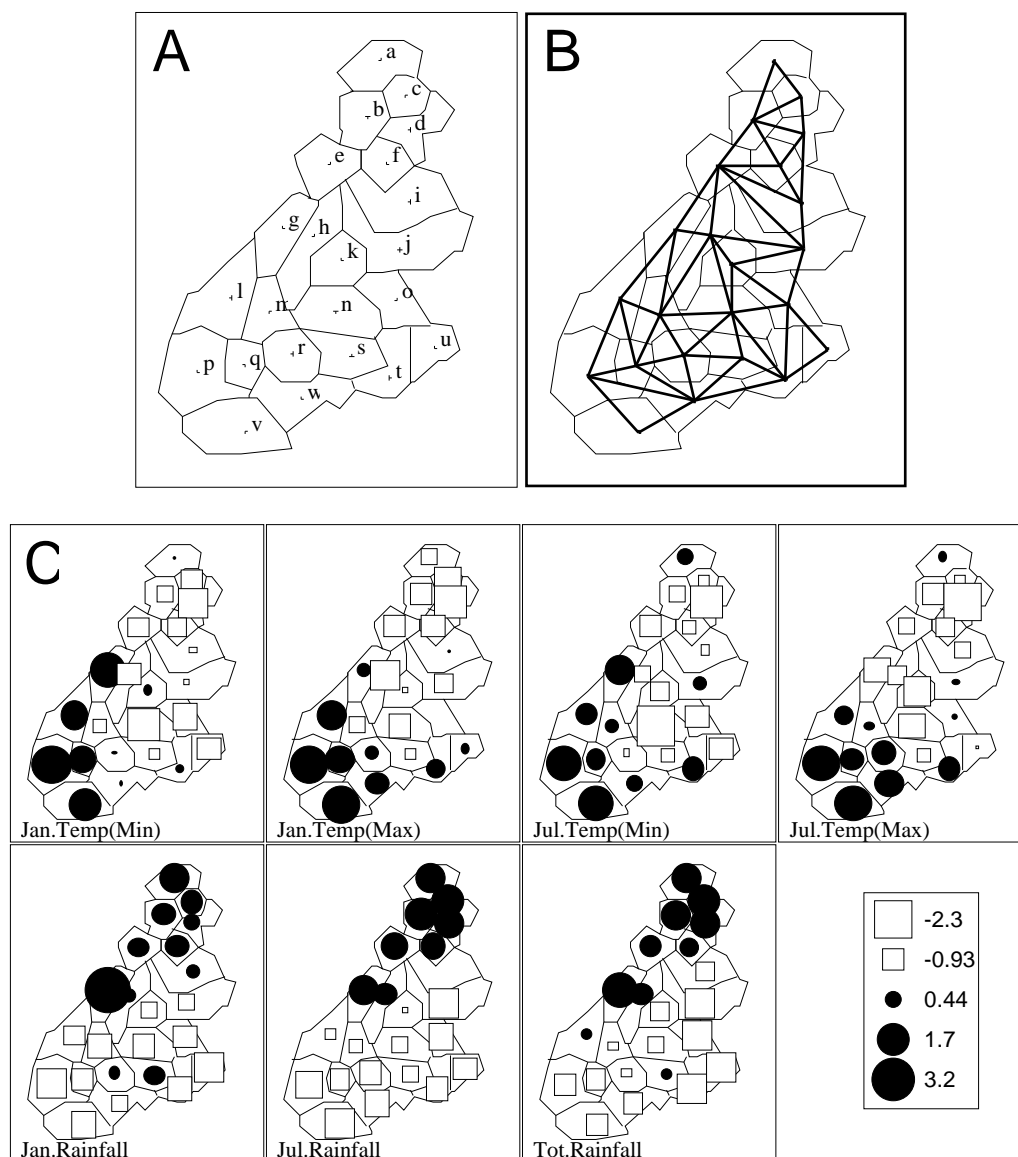 A
B
a
c
b
d
e
f
i
g
h
j
k
l
m
n
o
r
s
u
p
q
t
w
v
C
Jan.Temp(Min)
Jan.Temp(Max)
Jul.Temp(Min)
Jul.Temp(Max)
-2.3
-0.93
0.44
1.7
3.2
Jan.Rainfall
Jul.Rainfall
Tot.Rainfall